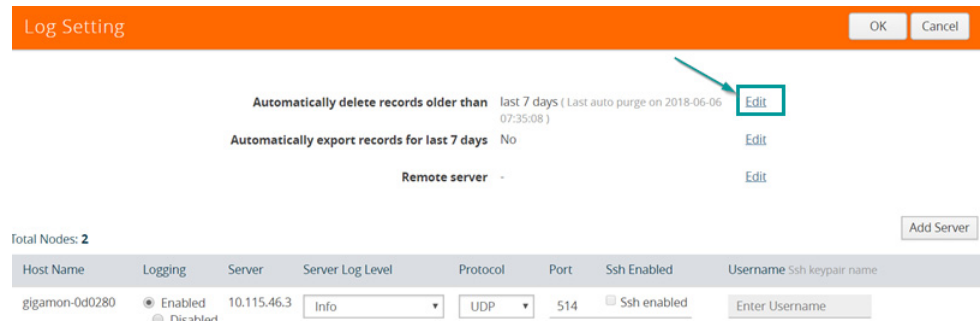 Log Setting OK Cancel
Automatically delete records older than last 7 days ( Last auto purge on 2018-06-06 Edit
07:35:08 )
Automatically export records for last 7 days No Edit
Remote server - Edit
Add Server
Total Nodes: 2
Host Name Logging Server Server Log Level Protocol Port Ssh Enabled Username Ssh keypair name
gigamon-0d0280 Enabled 10.115.46.3 Info UDP 514 Ssh enabled Enter Username
Disabled